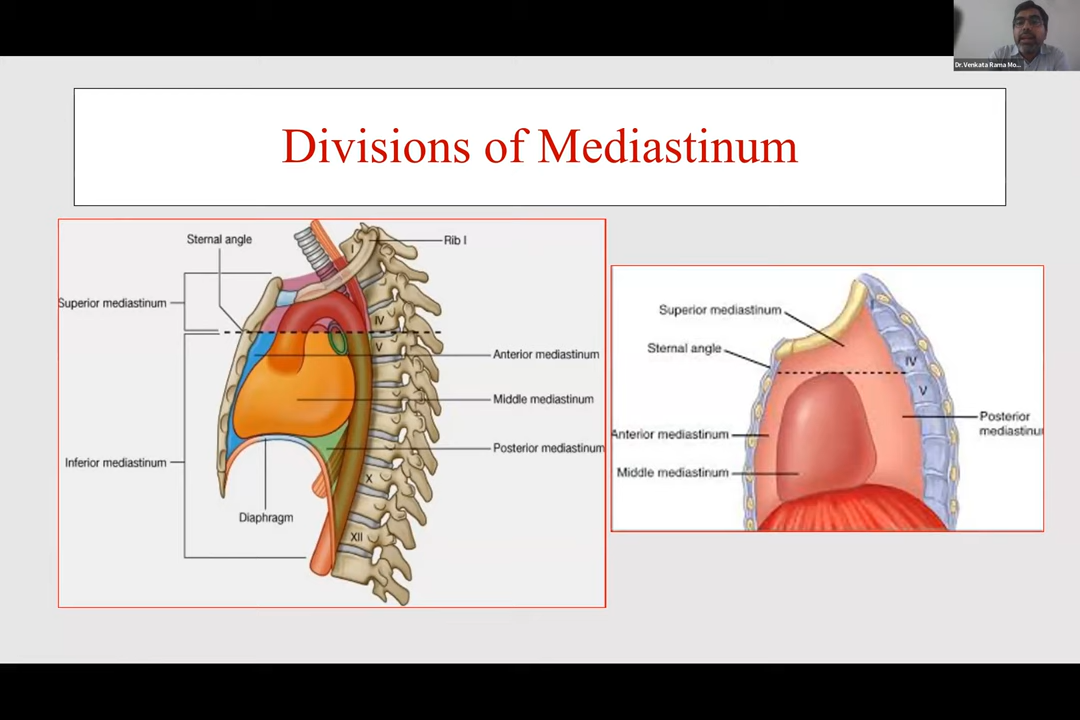 Dr.Venkata Rama Mo...
Divisions of Mediastinum
Sternal angle
Rib I
I
Superior mediastinum
IV
V
Anterior mediastinum
Middle mediastinum
Posterior mediastinum
Inferior mediastinum
X
Diaphragm
XII
Superior mediastinum
Sternal angle
IV
V
Posterior
mediastinu
Anterior mediastinum
Middle mediastinum